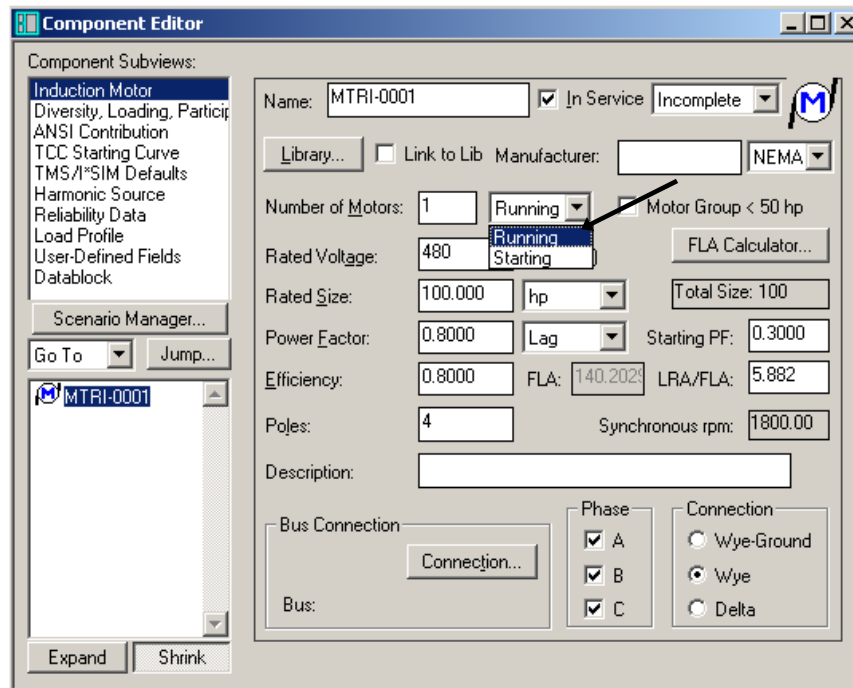 Component Editor
Component Subviews:
Induction Motor
Diversity, Loading, Particip
ANSI Contribution
TCC Starting Curve
TMS/I*SIM Defaults
Harmonic Source
Reliability Data
Load Profile
User-Defined Fields
Datablock
Scenario Manager...
Go To Jump...
MTRI-0001
Expand Shrink
Name: MTRI-0001 In Service Incomplete M
Library... Link to Lib Manufacturer: NEMA
Number of Motors: 1 Running Motor Group < 50 hp
Running
Starting
Rated Voltage: 480 FLA Calculator...
Rated Size: 100.000 hp Total Size: 100
Power Factor: 0.8000 Lag Starting PF: 0.3000
Efficiency: 0.8000 FLA: 140.2029 LRA/FLA: 5.882
Poles: 4 Synchronous rpm: 1800.00
Description:
Bus Connection
Connection...
Bus:
Phase
A
B
C
Connection
Wye-Ground
Wye
Delta